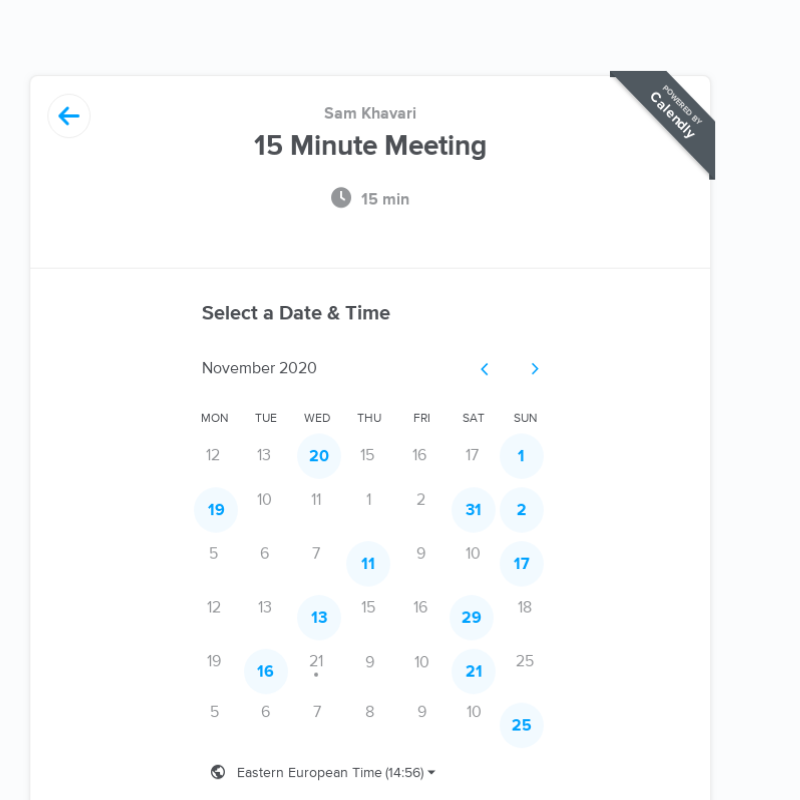 Sam Khavari
15 Minute Meeting
15 min
POWERED BY
Calendly
Select a Date & Time
November 2020
MON TUE WED THU FRI SAT SUN
12 13 20 15 16 17 1
19 10 11 1 2 31 2
5 6 7 11 9 10 17
12 13 13 15 16 29 18
19 16 21 9 10 21 25
5 6 7 8 9 10 25
Eastern European Time (14:56)